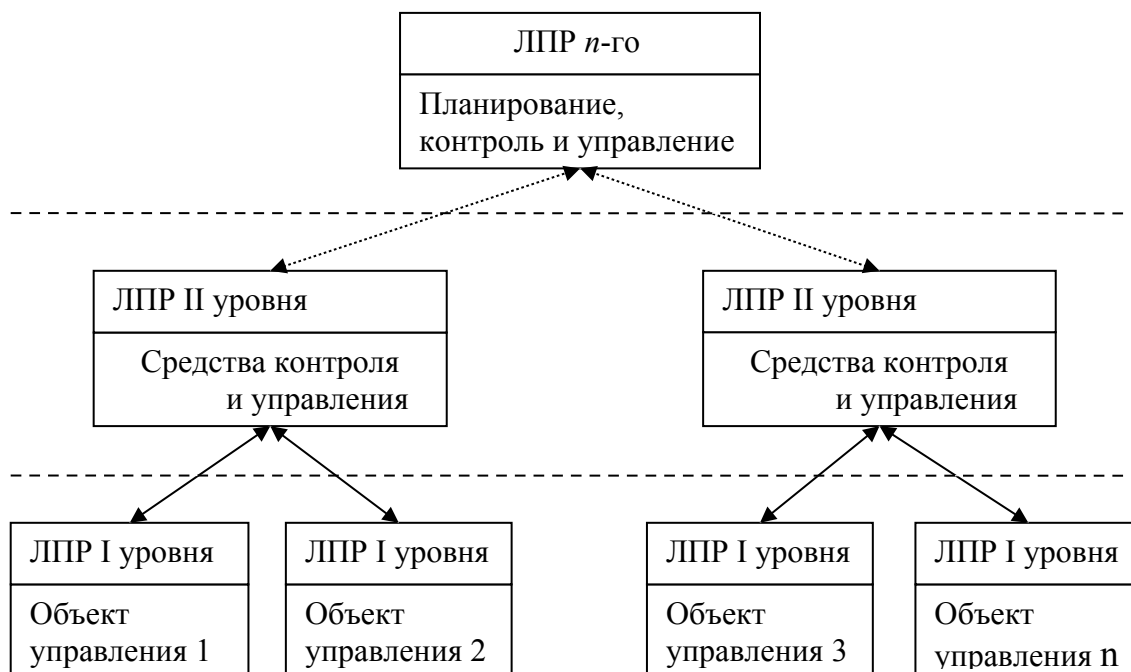 ЛПР n-го
Планирование,
контроль и управление
ЛПР II уровня
Средства контроля
и управления
ЛПР II уровня
Средства контроля
и управления
ЛПР I уровня
Объект
управления 1
ЛПР I уровня
Объект
управления 2
ЛПР I уровня
Объект
управления 3
ЛПР I уровня
Объект
управления n